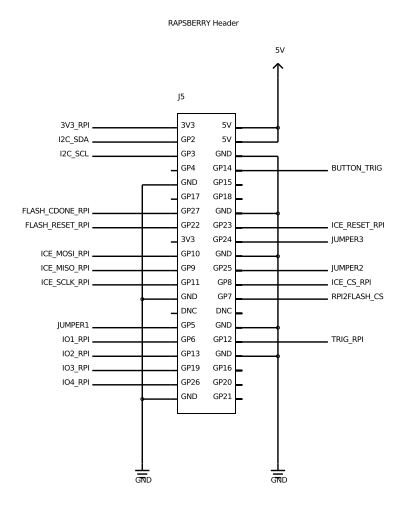 RAPSBERRY Header
5V
J5
3V3_RPI 3V3 5V
I2C_SDA GP2 5V
I2C_SCL GP3 GND
GP4 GP14 BUTTON_TRIG
GND GP15
GP17 GP18
FLASH_CDONE_RPI GP27 GND
FLASH_RESET_RPI GP22 GP23 ICE_RESET_RPI
3V3 GP24 JUMPER3
ICE_MOSI_RPI GP10 GND
ICE_MISO_RPI GP9 GP25 JUMPER2
ICE_SCLK_RPI GP11 GP8 ICE_CS_RPI
GND GP7 RPI2FLASH_CS
DNC DNC
JUMPER1 GP5 GND
IO1_RPI GP6 GP12 TRIG_RPI
IO2_RPI GP13 GND
IO3_RPI GP19 GP16
IO4_RPI GP26 GP20
GND GP21
GND GND